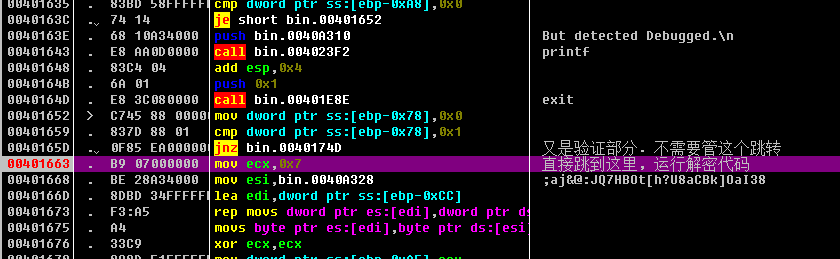 00401635 . 83BD 58FFFFFF cmp dword ptr ss:[ebp-0xA8],0x0
0040163C . 74 14 je short bin.00401652
0040163E . 68 10A34000 push bin.0040A310 But detected Debugged.\n
00401643 . E8 AA0D0000 call bin.004023F2 printf
00401648 . 83C4 04 add esp,0x4
0040164B . 6A 01 push 0x1
0040164D . E8 3C080000 call bin.00401E8E exit
00401652 > C745 88 00000 mov dword ptr ss:[ebp-0x78],0x0
00401659 . 837D 88 01 cmp dword ptr ss:[ebp-0x78],0x1
0040165D . 0F85 EA000000 jnz bin.0040174D 又是验证部分.不需要管这个跳转
00401663 . B9 07000000 mov ecx,0x7 直接跳到这里，运行解密代码
00401668 . BE 28A34000 mov esi,bin.0040A328 ;aj&@:JQ7HBOt[h?U8aCBk]OaI38
0040166D . 8DBD 34FFFFFF lea edi,dword ptr ss:[ebp-0xCC]
00401673 . F3:A5 rep movs dword ptr es:[edi],dword ptr ds
00401675 . A4 movs byte ptr es:[edi],byte ptr ds:[esi]
00401676 . 33C9 xor ecx,ecx